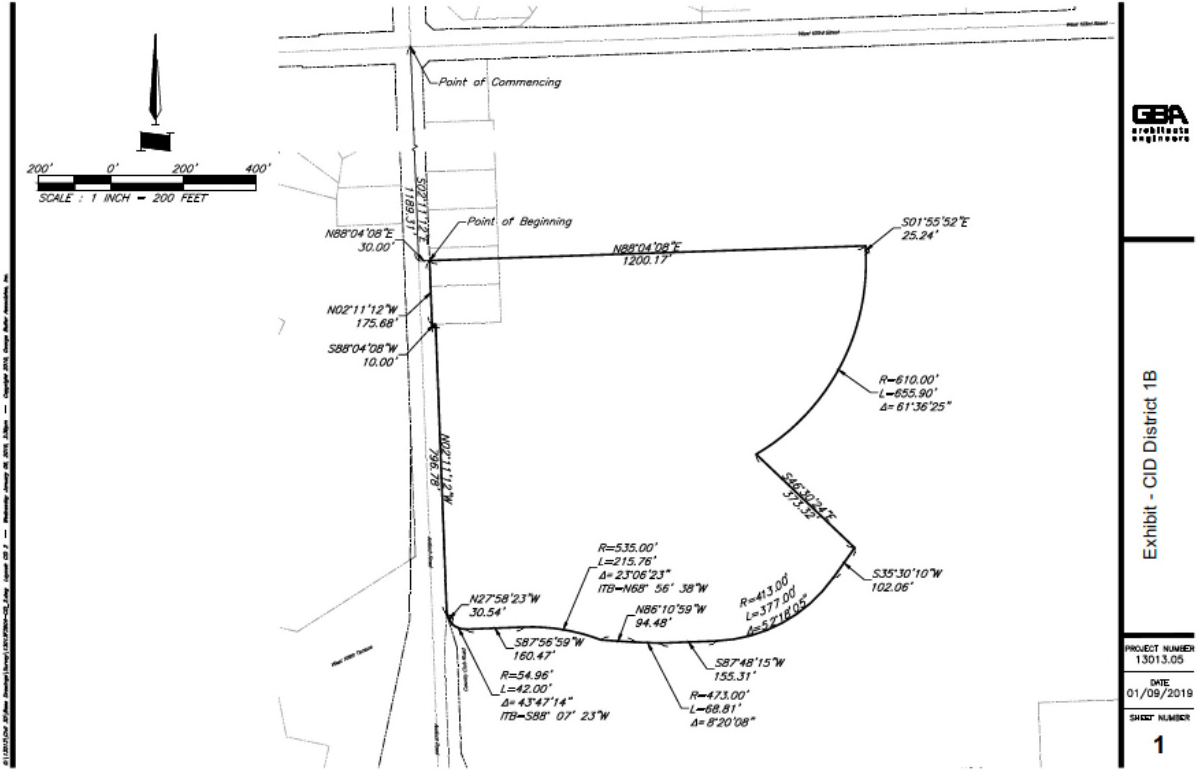 West 103rd Street
Point of Commencing
GBA
architects
engineers
200' 0' 200' 400'
SCALE : 1 INCH = 200 FEET
S02°11'12"E
1189.31'
N88°04'08"E
30.00'
Point of Beginning
S01°55'52"E
25.24'
N88°04'08"E
1200.17'
N02°11'12"W
175.68'
S88°04'08"W
10.00'
R=610.00'
L=655.90'
Δ= 61°36'25"
N02°11'12"W
796.78'
S46°30'24"E
373.32'
R=535.00'
L=215.76'
Δ= 23°06'23"
ITB=N68° 56' 38"W
R=413.00'
L=377.00'
Δ=52°18'05"
S35°30'10"W
102.06'
N27°58'23"W
30.54'
N86°10'59"W
94.48'
S87°56'59"W
160.47'
S87°48'15"W
155.31'
R=54.96'
L=42.00'
Δ= 43°47'14"
ITB=S88° 07' 23"W
R=473.00'
L=68.81'
Δ= 8°20'08"
Exhibit - CID District 1B
PROJECT NUMBER
13013.05
DATE
01/09/2019
SHEET NUMBER
1